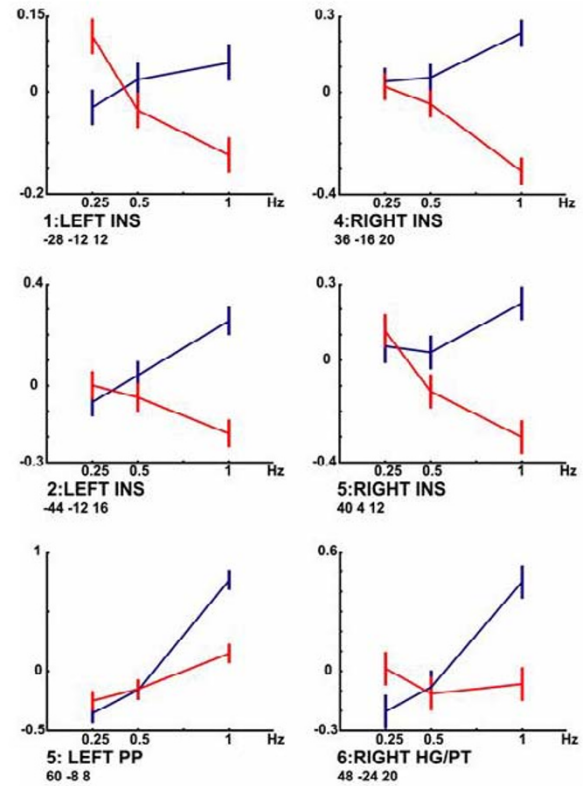 0.15
0
-0.2
0.25 0.5 1 Hz
1:LEFT INS
-28 -12 12
0.3
0
-0.4
0.25 0.5 1 Hz
4:RIGHT INS
36 -16 20
0.4
0
-0.3
0.25 0.5 1 Hz
2:LEFT INS
-44 -12 16
0.3
0
-0.4
0.25 0.5 1 Hz
5:RIGHT INS
40 4 12
1
0
-0.5
0.25 0.5 1 Hz
5: LEFT PP
60 -8 8
0.6
0
-0.3
0.25 0.5 1 Hz
6:RIGHT HG/PT
48 -24 20